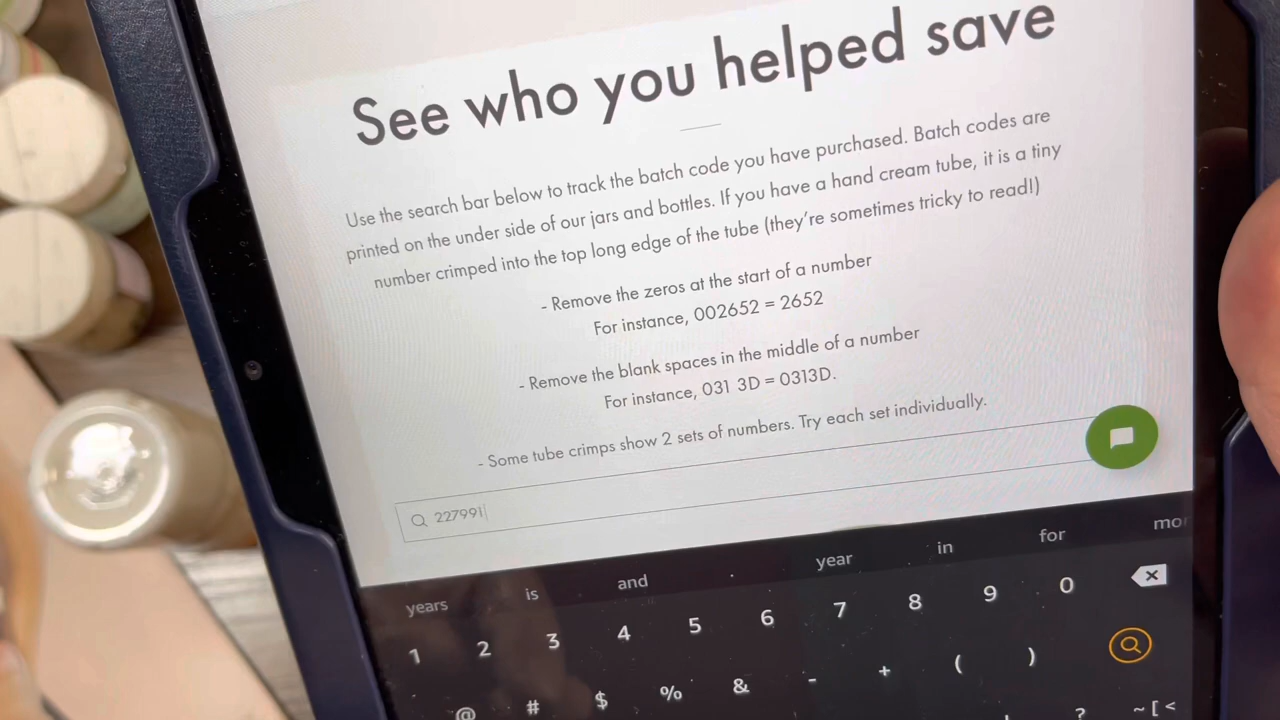 See who you helped save
Use the search bar below to track the batch code you have purchased. Batch codes are
printed on the under side of our jars and bottles. If you have a hand cream tube, it is a tiny
number crimped into the top long edge of the tube (they're sometimes tricky to read!)
- Remove the zeros at the start of a number
For instance, 002652 = 2652
- Remove the blank spaces in the middle of a number
For instance, 031 3D = 0313D.
- Some tube crimps show 2 sets of numbers. Try each set individually.
227991
years is and . year in for mor
1 2 3 4 5 6 7 8 9 0
@ # $ % & - + ( )
? ~ [ <